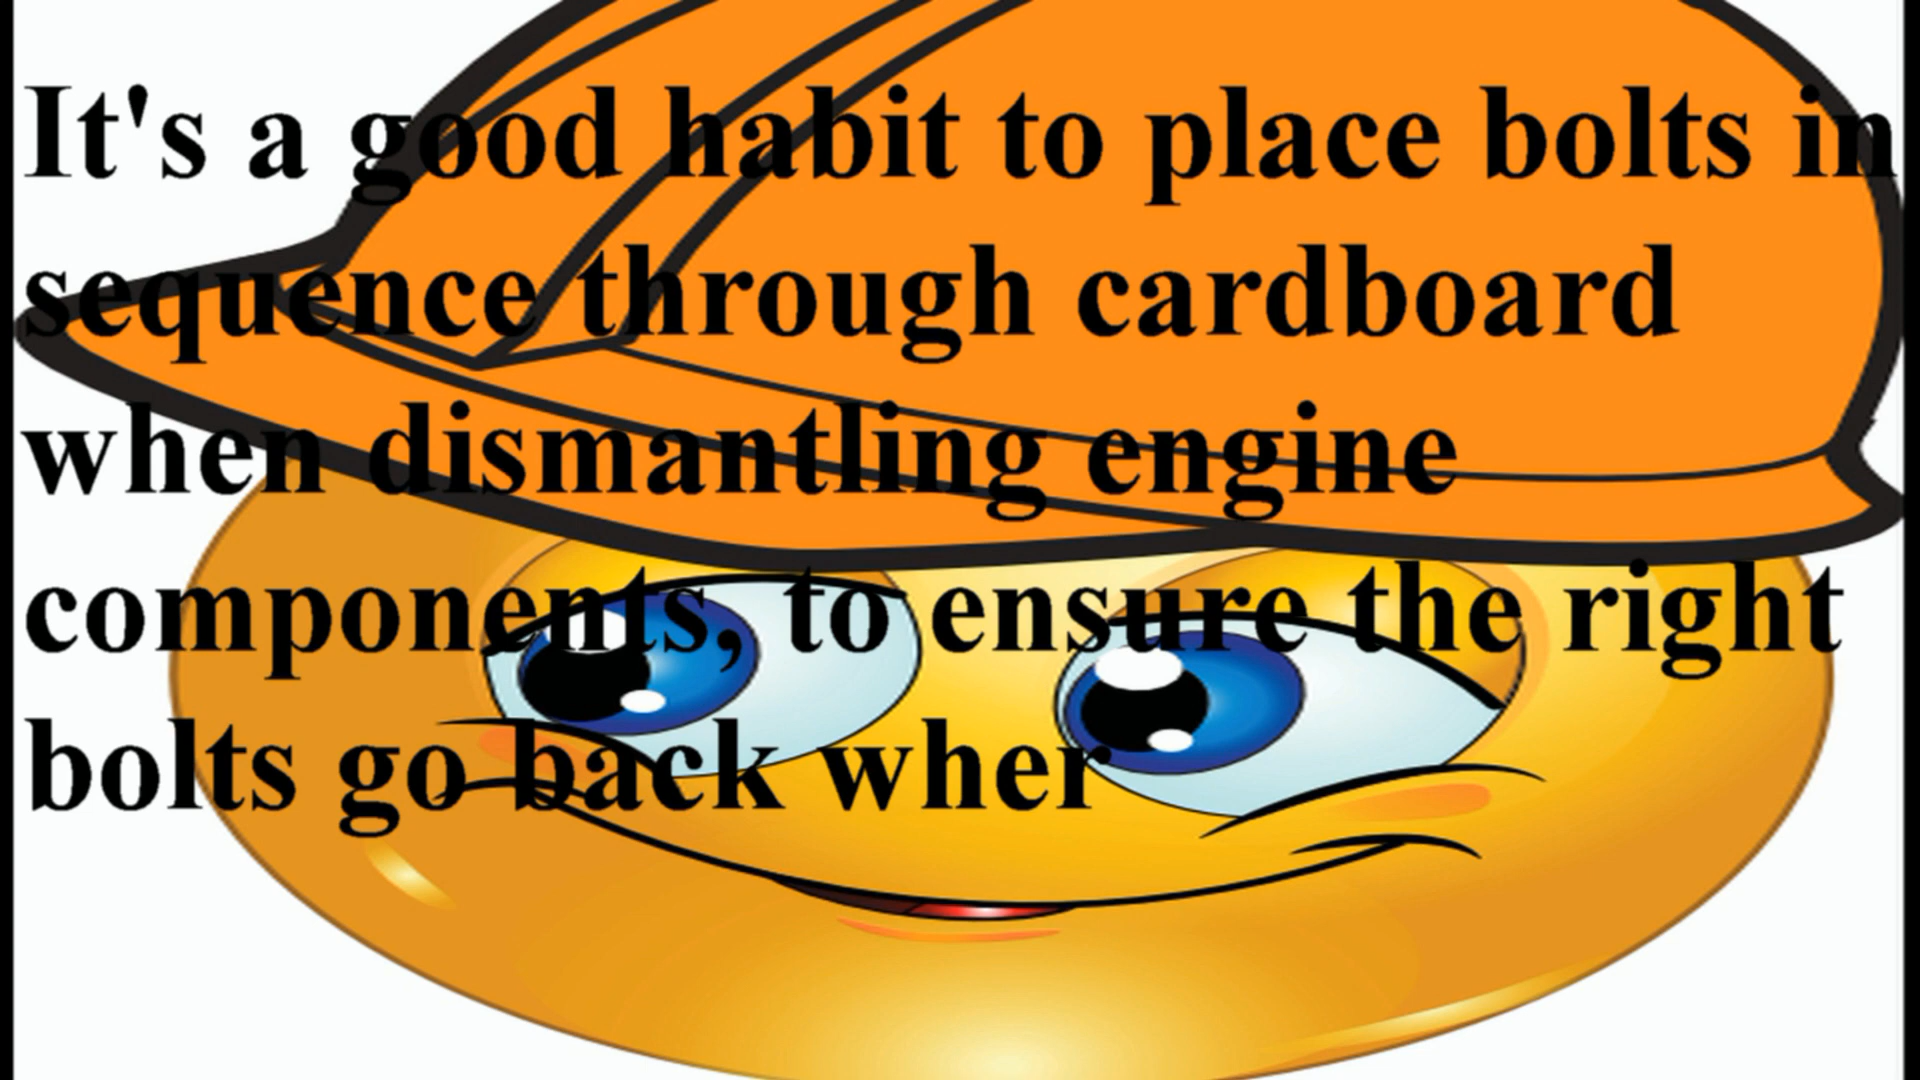 It's a good habit to place bolts in
sequence through cardboard
when dismantling engine
components, to ensure the right
bolts go back wher